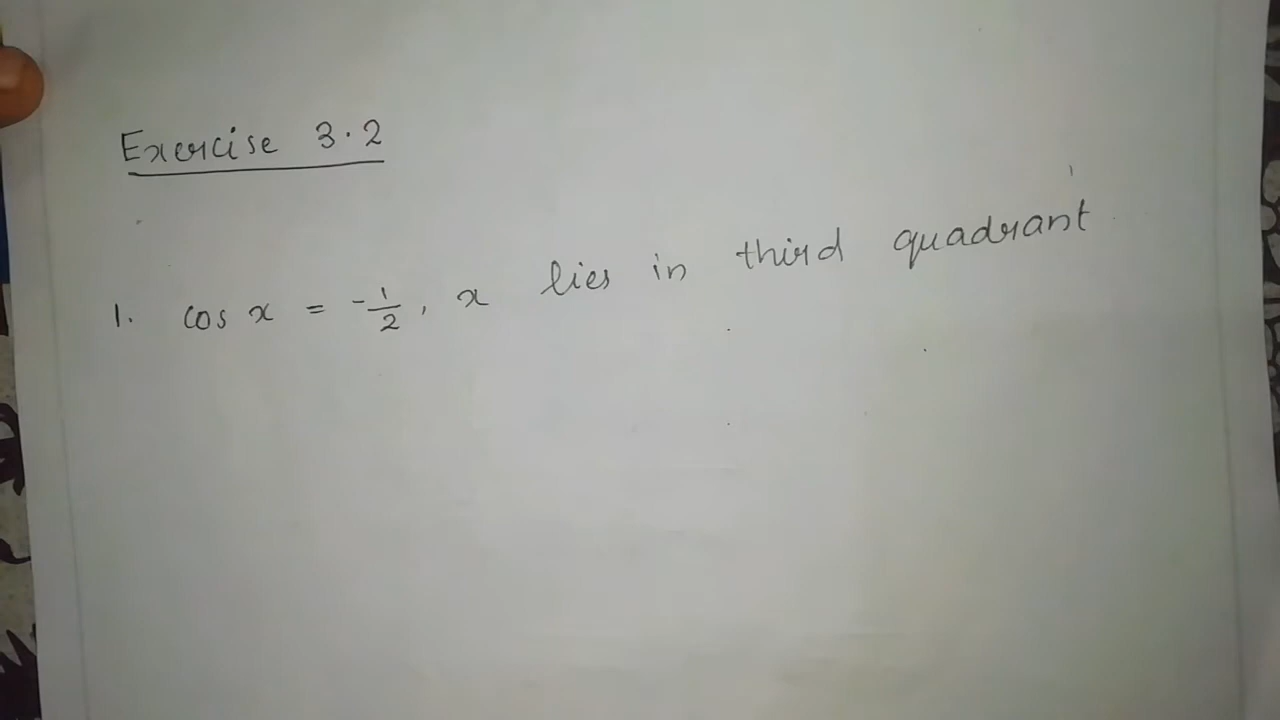 Exercise 3.2
1. cos x = -1/2, x lies in third quadrant